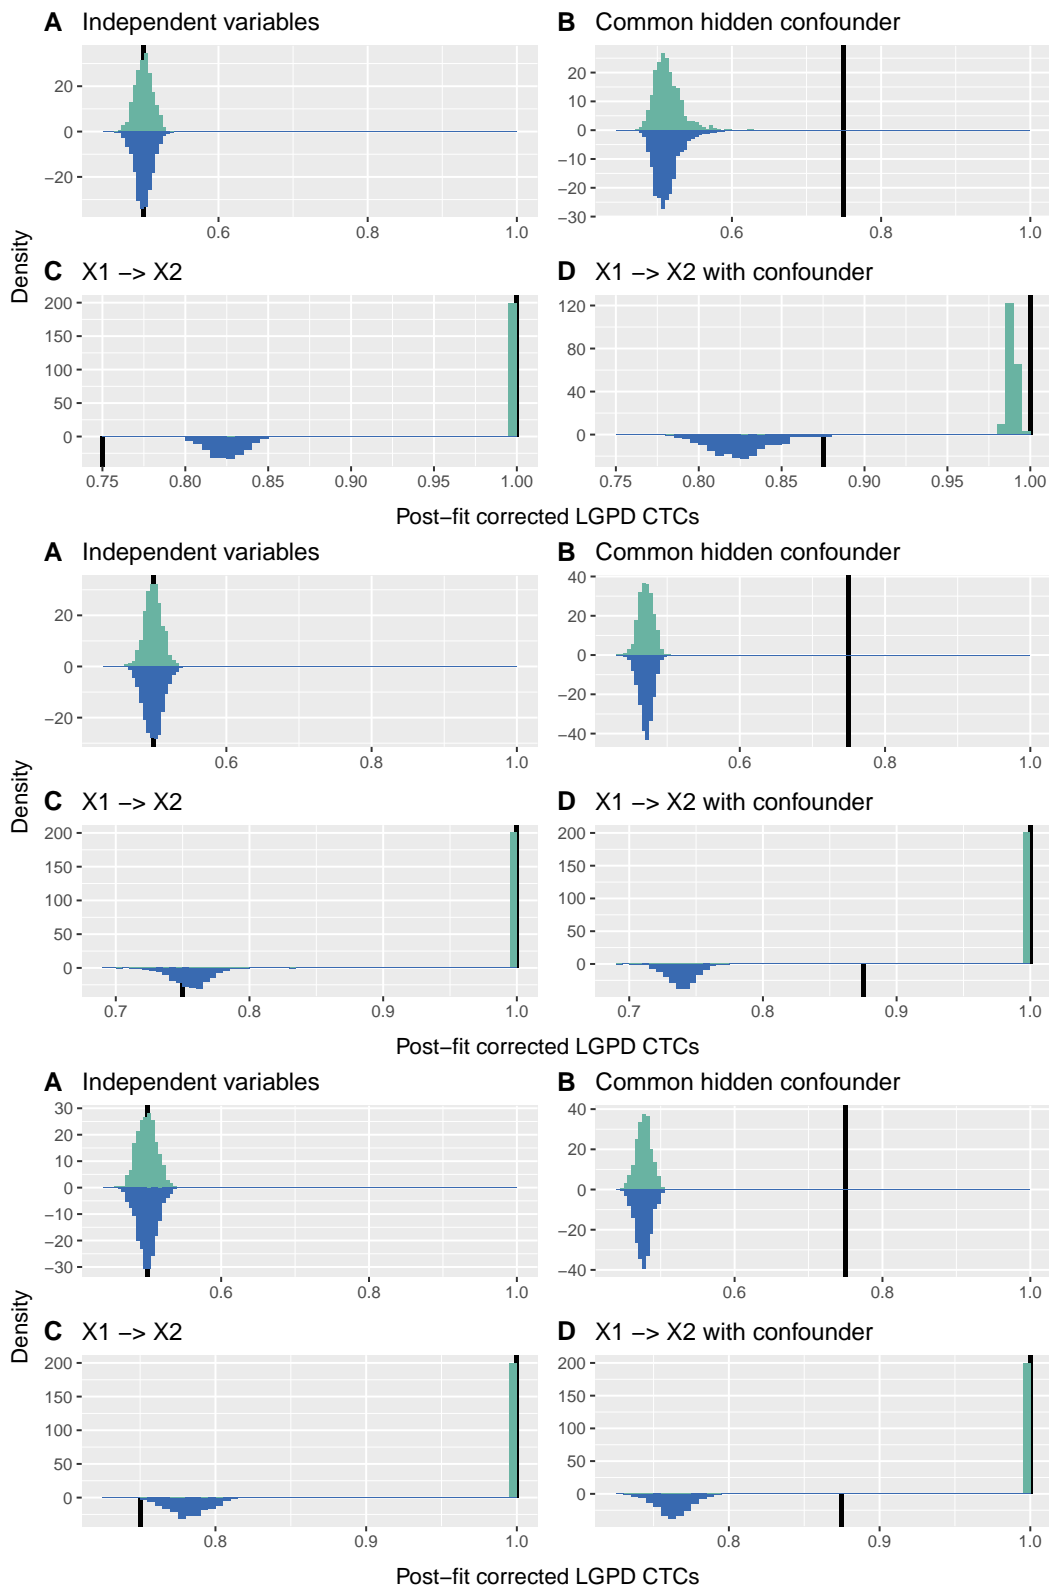 A Independent variables
B Common hidden confounder
20
0
−20
0.6 0.8 1.0
20
10
0
−10
−20
−30
0.6 0.8 1.0
Density
C X1 −> X2
D X1 −> X2 with confounder
200
150
100
50
0
0.75 0.80 0.85 0.90 0.95 1.00
120
80
40
0
0.75 0.80 0.85 0.90 0.95 1.00
Post−fit corrected LGPD CTCs
A Independent variables
B Common hidden confounder
20
0
−20
0.6 0.8 1.0
40
20
0
−20
−40
0.6 0.8 1.0
Density
C X1 −> X2
D X1 −> X2 with confounder
200
150
100
50
0
0.7 0.8 0.9 1.0
200
150
100
50
0
0.7 0.8 0.9 1.0
Post−fit corrected LGPD CTCs
A Independent variables
B Common hidden confounder
30
20
10
0
−10
−20
−30
0.6 0.8 1.0
40
20
0
−20
−40
0.6 0.8 1.0
Density
C X1 −> X2
D X1 −> X2 with confounder
200
150
100
50
0
0.8 0.9 1.0
200
150
100
50
0
0.8 0.9 1.0
Post−fit corrected LGPD CTCs